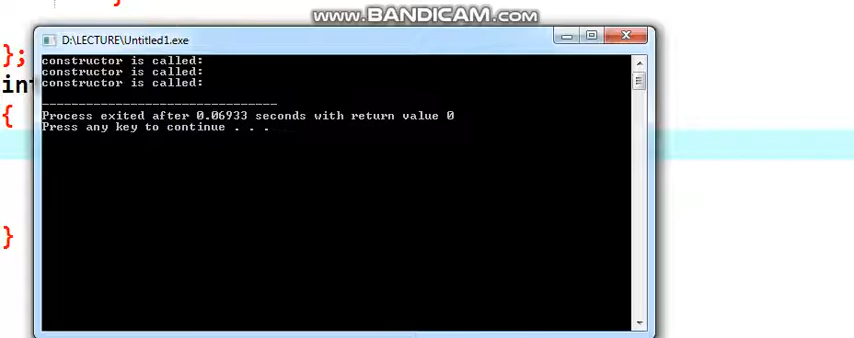 www.BANDICAM.com
}
D:\LECTURE\Untitled1.exe
constructor is called:
constructor is called:
constructor is called:
--------------------------------
Process exited after 0.06933 seconds with return value 0
Press any key to continue . . .
};
int
{
}